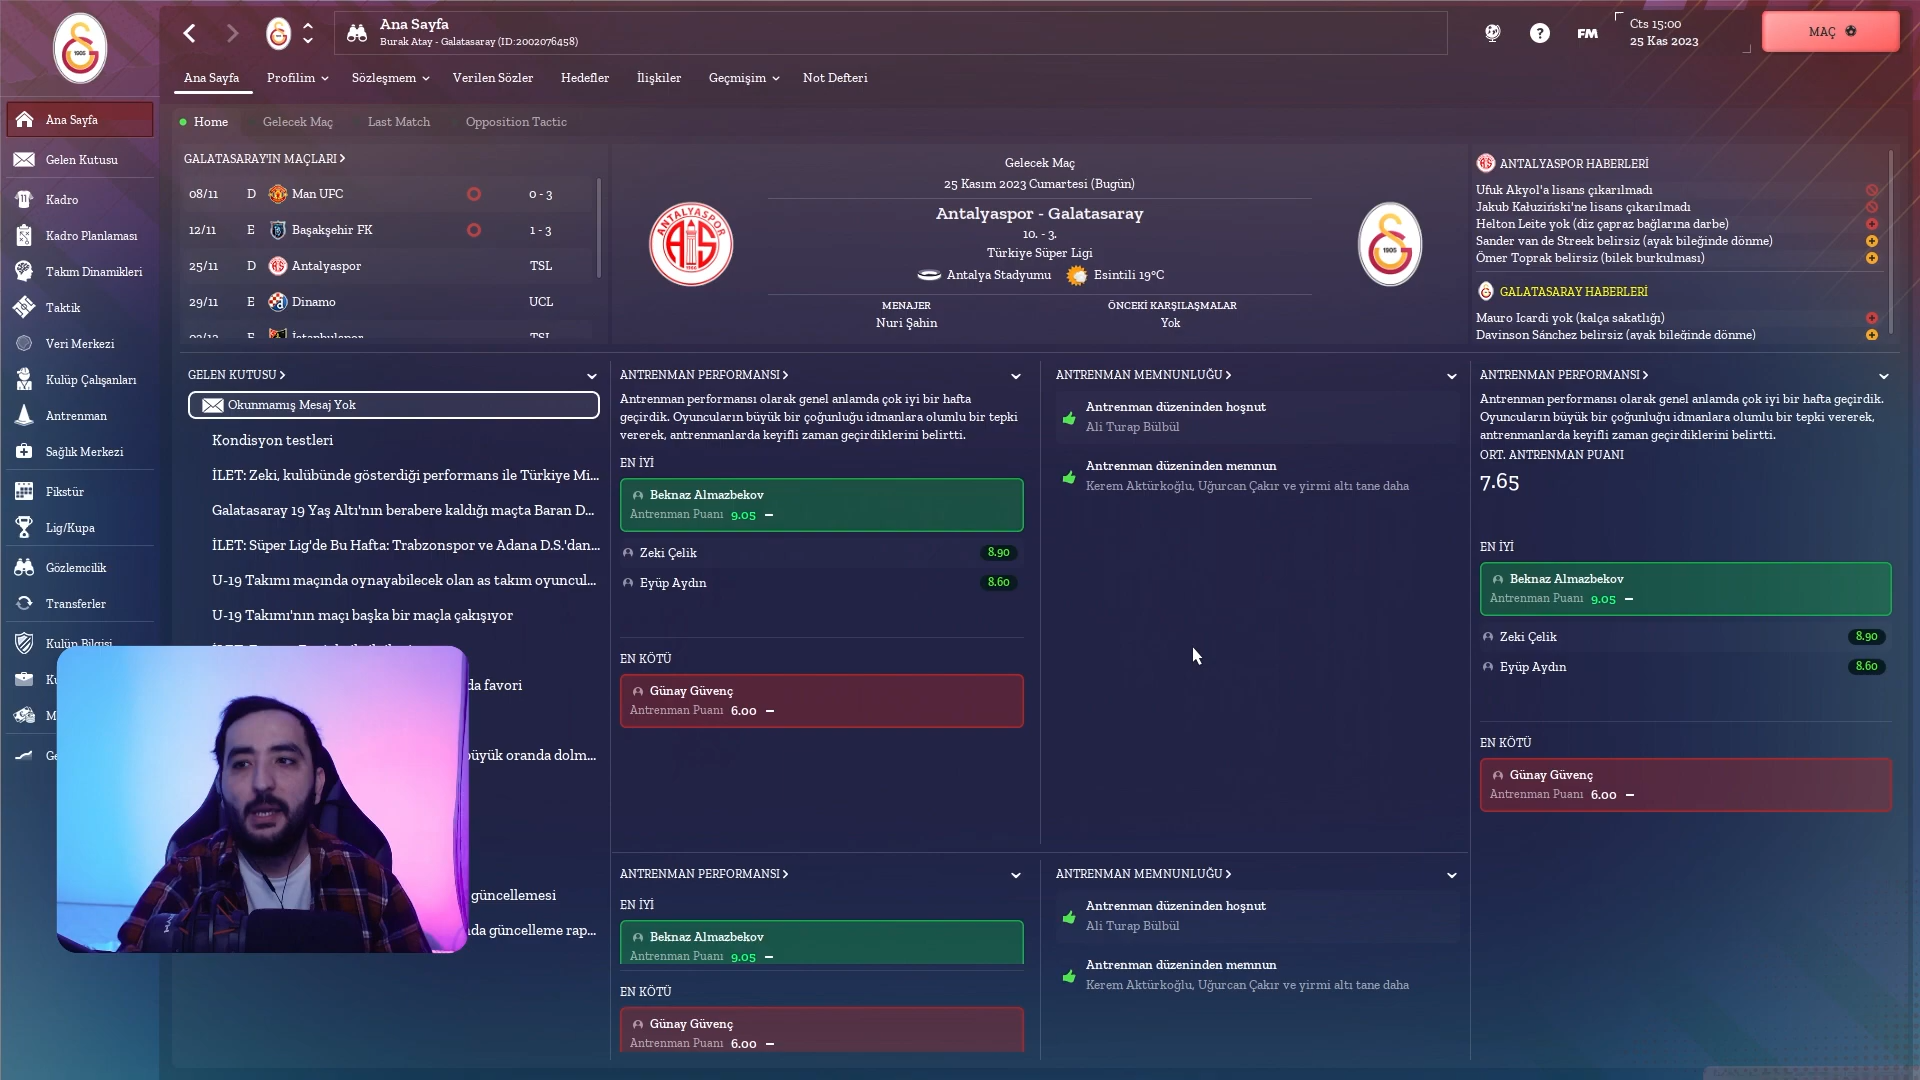 Ana Sayfa
Burak Atay - Galatasaray (ID:2002076458)
FM
Cts 15:00
25 Kas 2023
MAÇ
Ana Sayfa
Profilim
Sözleşmem
Verilen Sözler
Hedefler
İlişkiler
Geçmişim
Not Defteri
Ana Sayfa
Gelen Kutusu
Kadro
Kadro Planlaması
Takım Dinamikleri
Taktik
Veri Merkezi
Kulüp Çalışanları
Antrenman
Sağlık Merkezi
Fikstür
Lig/Kupa
Gözlemcilik
Transferler
Kulüp Bilgisi
Home
Gelecek Maç
Last Match
Opposition Tactic
GALATASARAY'IN MAÇLARI
08/11 D Man UFC 0 - 3
12/11 E Başakşehir FK 1 - 3
25/11 D Antalyaspor TSL
29/11 E Dinamo UCL
Gelecek Maç
25 Kasım 2023 Cumartesi (Bugün)
Antalyaspor - Galatasaray
10. - 3.
Türkiye Süper Ligi
Antalya Stadyumu Esintili 19°C
MENAJER
Nuri Şahin
ÖNCEKİ KARŞILAŞMALAR
Yok
ANTALYASPOR
1905
ANTALYASPOR HABERLERİ
Ufuk Akyol'a lisans çıkarılmadı
Jakub Kałuziński'ne lisans çıkarılmadı
Helton Leite yok (diz çapraz bağlarına darbe)
Sander van de Streek belirsiz (ayak bileğinde dönme)
Ömer Toprak belirsiz (bilek burkulması)
GALATASARAY HABERLERİ
Mauro Icardi yok (kalça sakatlığı)
Davinson Sánchez belirsiz (ayak bileğinde dönme)
GELEN KUTUSU
Okunmamış Mesaj Yok
Kondisyon testleri
İLET: Zeki, kulübünde gösterdiği performans ile Türkiye Mi...
Galatasaray 19 Yaş Altı'nın berabere kaldığı maçta Baran D...
İLET: Süper Lig'de Bu Hafta: Trabzonspor ve Adana D.S.'dan...
U-19 Takımı maçında oynayabilecek olan as takım oyuncul...
U-19 Takımı'nın maçı başka bir maçla çakışıyor
da favori
büyük oranda dolm...
güncellemesi
nda güncelleme rap...
ANTRENMAN PERFORMANSI
Antrenman performansı olarak genel anlamda çok iyi bir hafta
geçirdik. Oyuncuların büyük bir çoğunluğu idmanlara olumlu bir tepki
vererek, antrenmanlarda keyifli zaman geçirdiklerini belirtti.
EN İYİ
Beknaz Almazbekov
Antrenman Puanı 9.05 –
Zeki Çelik 8.90
Eyüp Aydın 8.60
EN KÖTÜ
Günay Güvenç
Antrenman Puanı 6.00 –
ANTRENMAN MEMNUNLUĞU
Antrenman düzeninden hoşnut
Ali Turap Bülbül
Antrenman düzeninden memnun
Kerem Aktürkoğlu, Uğurcan Çakır ve yirmi altı tane daha
ANTRENMAN PERFORMANSI
Antrenman performansı olarak genel anlamda çok iyi bir hafta geçirdik.
Oyuncuların büyük bir çoğunluğu idmanlara olumlu bir tepki vererek,
antrenmanlarda keyifli zaman geçirdiklerini belirtti.
ORT. ANTRENMAN PUANI
7.65
EN İYİ
Beknaz Almazbekov
Antrenman Puanı 9.05 –
Zeki Çelik 8.90
Eyüp Aydın 8.60
EN KÖTÜ
Günay Güvenç
Antrenman Puanı 6.00 –
ANTRENMAN PERFORMANSI
EN İYİ
Beknaz Almazbekov
Antrenman Puanı 9.05 –
EN KÖTÜ
Günay Güvenç
Antrenman Puanı 6.00 –
ANTRENMAN MEMNUNLUĞU
Antrenman düzeninden hoşnut
Ali Turap Bülbül
Antrenman düzeninden memnun
Kerem Aktürkoğlu, Uğurcan Çakır ve yirmi altı tane daha